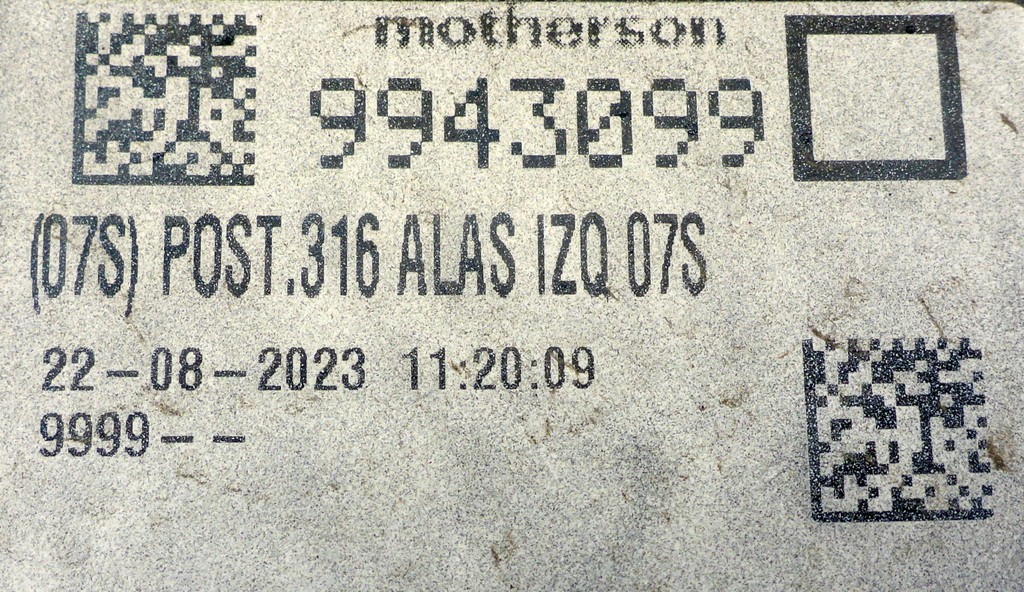 motherson
9943099
(07S) POST.316 ALAS IZQ 07S
22-08-2023 11:20:09
9999--